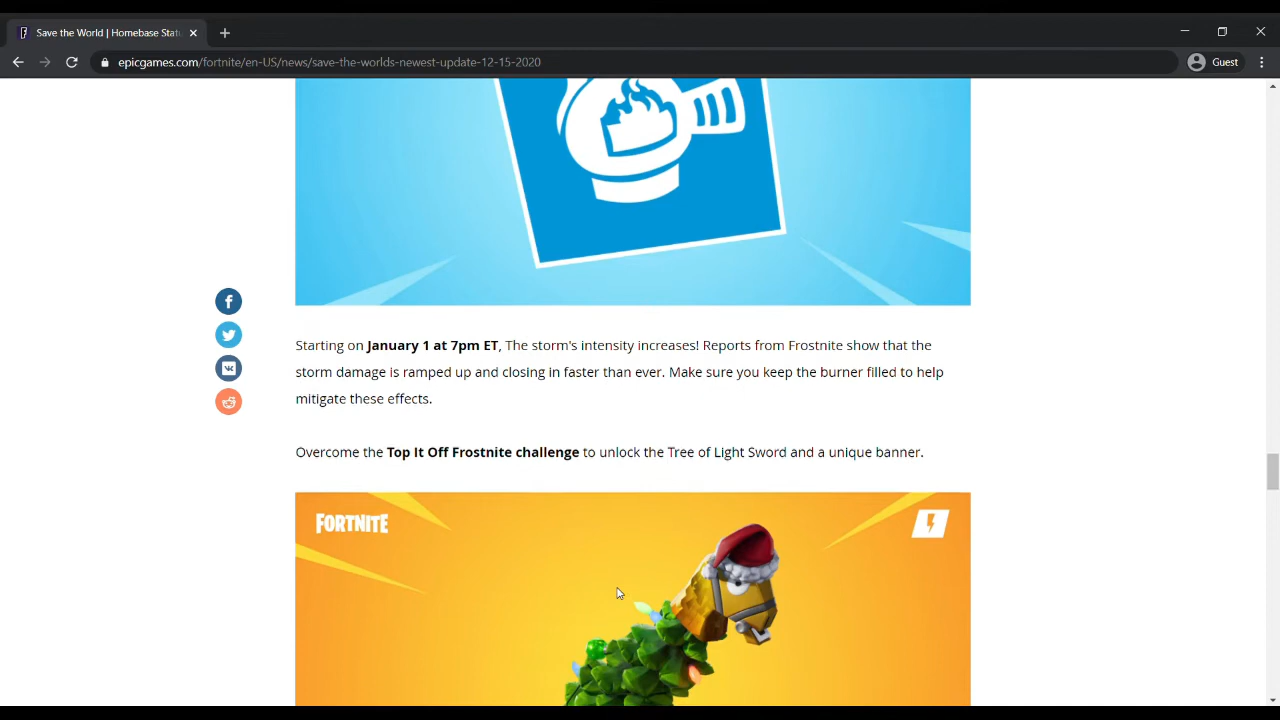 Save the World | Homebase Stat
epicgames.com/fortnite/en-US/news/save-the-worlds-newest-update-12-15-2020
Guest
Starting on January 1 at 7pm ET, The storm's intensity increases! Reports from Frostnite show that the
storm damage is ramped up and closing in faster than ever. Make sure you keep the burner filled to help
mitigate these effects.
Overcome the Top It Off Frostnite challenge to unlock the Tree of Light Sword and a unique banner.
FORTNITE